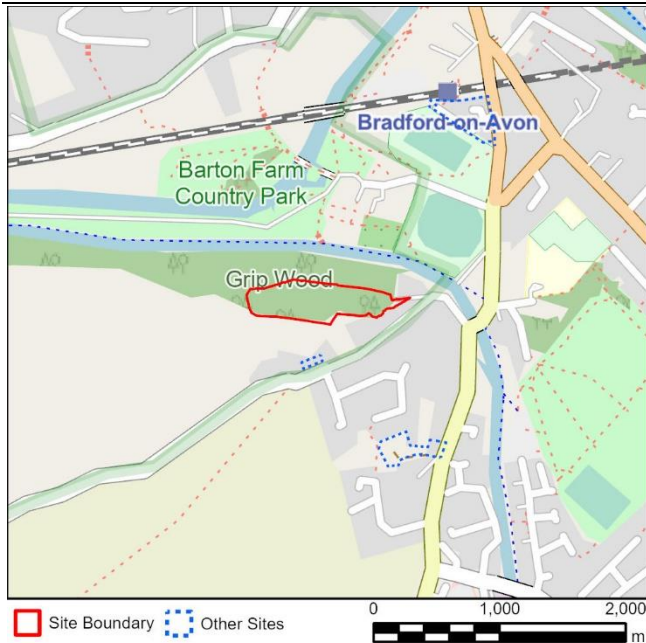 Bradford-on-Avon
Barton Farm
Country Park
Grip Wood
Site Boundary
Other Sites
0
1,000
2,000
m